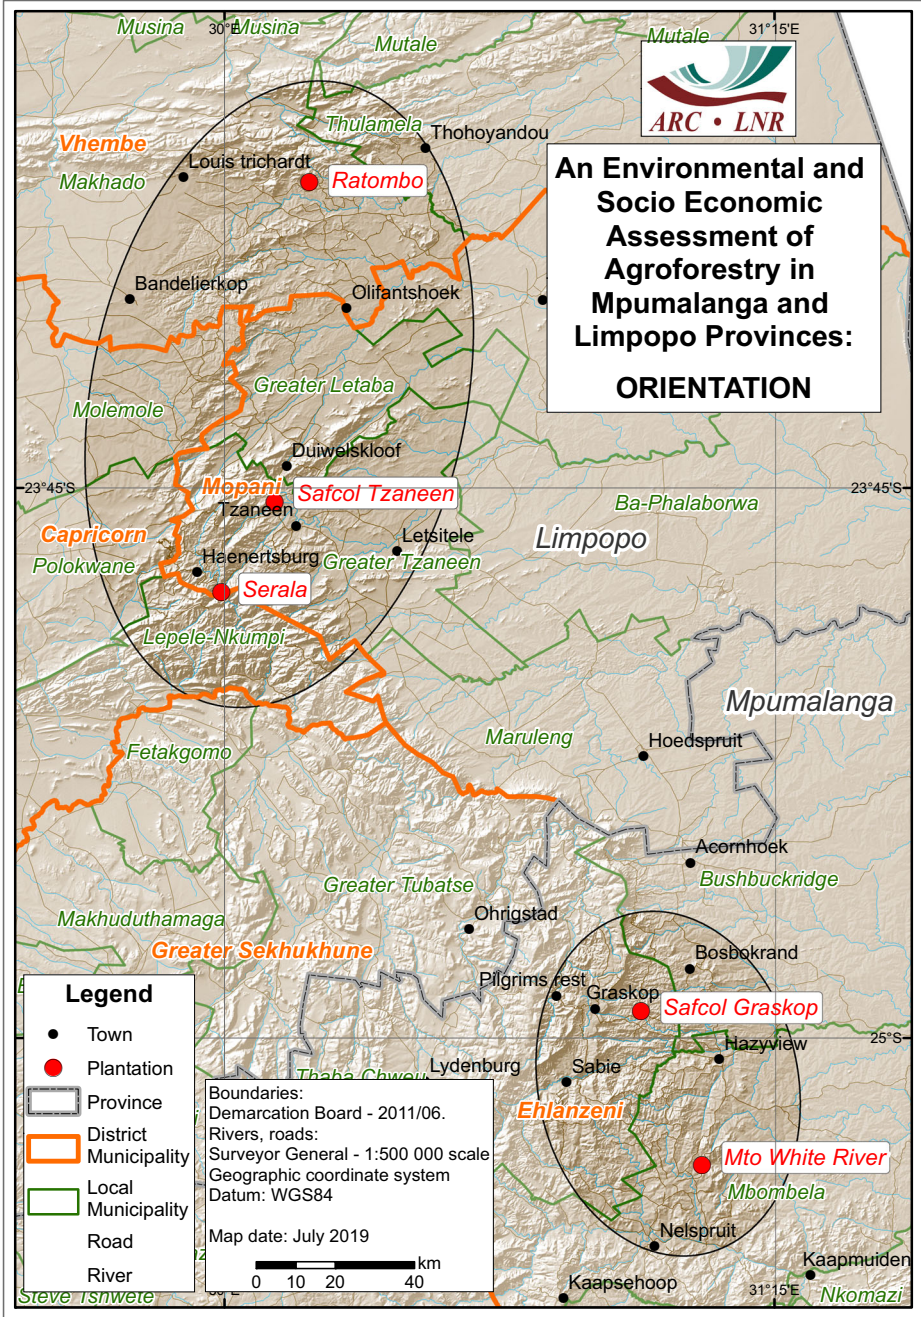 Musina
30°E
Musina
Mutale
31°15'E
Mutale
ARC • LNR
An Environmental and
Socio Economic
Assessment of
Agroforestry in
Mpumalanga and
Limpopo Provinces:
ORIENTATION
Vhembe
Thulamela
Thohoyandou
Louis trichardt
Makhado
Ratombo
Bandelierkop
Olifantshoek
Greater Letaba
Molemole
Duiwelskloof
Mopani
Safcol Tzaneen
23°45'S
23°45'S
Tzaneen
Ba-Phalaborwa
Capricorn
Limpopo
Letsitele
Polokwane
Haenertsburg
Greater Tzaneen
Serala
Lepele-Nkumpi
Mpumalanga
Maruleng
Hoedspruit
Fetakgomo
Acornhoek
Bushbuckridge
Greater Tubatse
Makhuduthamaga
Ohrigstad
Greater Sekhukhune
Bosbokrand
Pilgrims rest
Graskop
Safcol Graskop
25°S
Hazyview
Lydenburg
Sabie
Thaba Chweu
Ehlanzeni
Mto White River
Mbombela
Nelspruit
Kaapmuiden
Kaapsehoop
31°15'E
Nkomazi
Legend
Town
Plantation
Province
District
Municipality
Local
Municipality
Road
River
Boundaries:
Demarcation Board - 2011/06.
Rivers, roads:
Surveyor General - 1:500 000 scale
Geographic coordinate system
Datum: WGS84
Map date: July 2019
km
0 10 20 40
Steve Tshwete
30°E